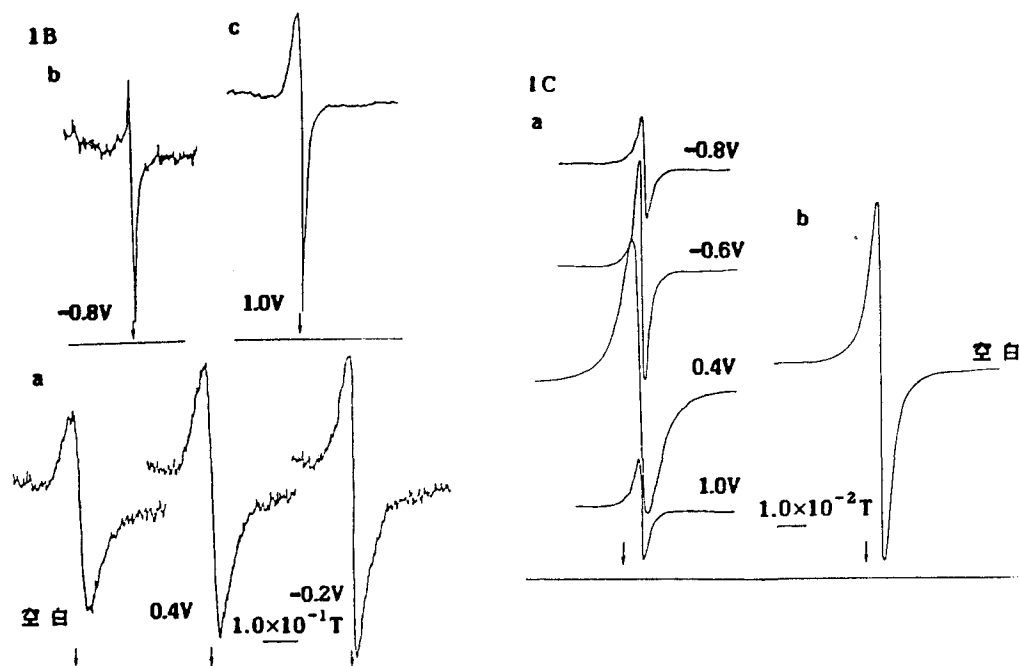 1B
b
c
-0.8V
1.0V
a
空白
0.4V
-0.2V
1.0×10⁻¹T
1C
a
-0.8V
-0.6V
0.4V
1.0V
b
空白
1.0×10⁻²T